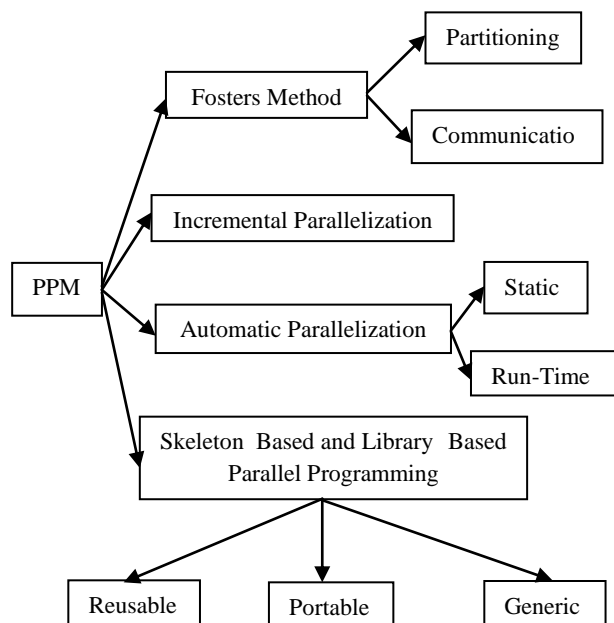 Partitioning
Fosters Method
Communicatio
Incremental Parallelization
PPM
Static
Automatic Parallelization
Run-Time
Skeleton Based and Library Based
Parallel Programming
Reusable
Portable
Generic